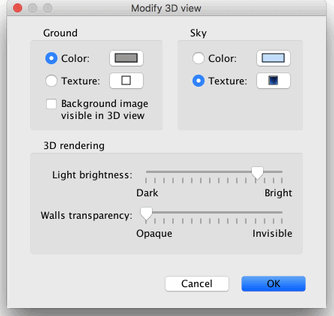 Modify 3D view
Ground
Sky
Color:
Color:
Texture:
Texture:
Background image
visible in 3D view
3D rendering
Light brightness:
Dark
Bright
Walls transparency:
Opaque
Invisible
Cancel
OK